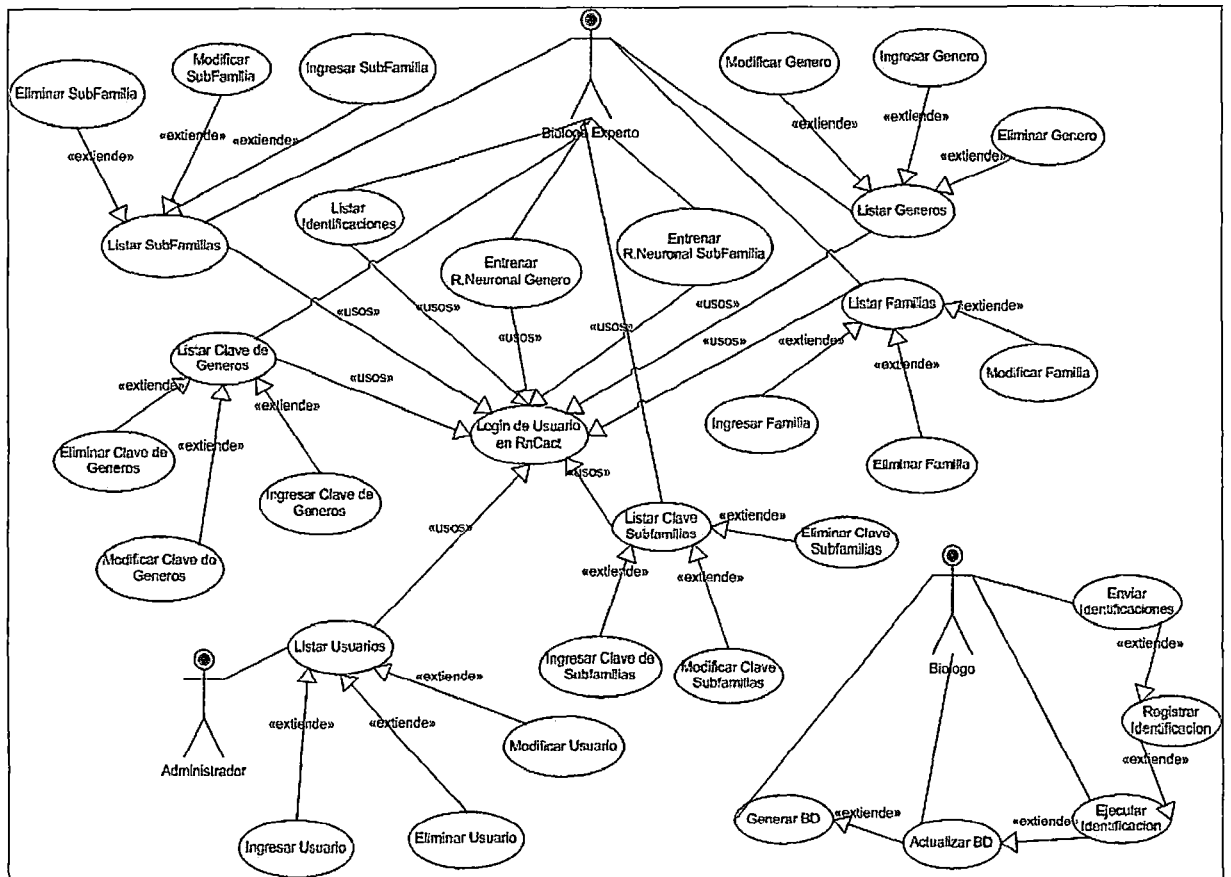 Modificar
SubFamilia
Ingresar SubFamilia
Eliminar SubFamilia
«extiende»
«extiende»
«extiende»
Listar SubFamilias
Biologo Experto
Modificar Genero
Ingresar Genero
Eliminar Genero
«extiende»
«extiende»
«extiende»
Listar Generos
Listar
Identificaciones
Entrenar
R.Neuronal Genero
Entrenar
R.Neuronal SubFamilia
«usos»
«usos»
«usos»
«usos»
«usos»
«usos»
Listar Familias
«extiende»
«extiende»
«extiende»
Modificar Familia
Ingresar Familia
Eliminar Familia
Listar Clave de
Generos
«usos»
«extiende»
«extiende»
«extiende»
Eliminar Clave de
Generos
Ingresar Clave de
Generos
Modificar Clave de
Generos
Login de Usuario
en RnCact
«usos»
«usos»
Listar Clave
Subfamilias
«extiende»
Eliminar Clave
Subfamilias
«extiende»
«extiende»
Ingresar Clave de
Subfamilias
Modificar Clave
Subfamilias
Listar Usuarios
Administrador
«extiende»
«extiende»
«extiende»
Modificar Usuario
Eliminar Usuario
Ingresar Usuario
Biologo
Enviar
Identificaciones
«extiende»
Registrar
Identificacion
«extiende»
Ejecutar
Identificacion
«extiende»
Actualizar BD
«extiende»
Generar BD